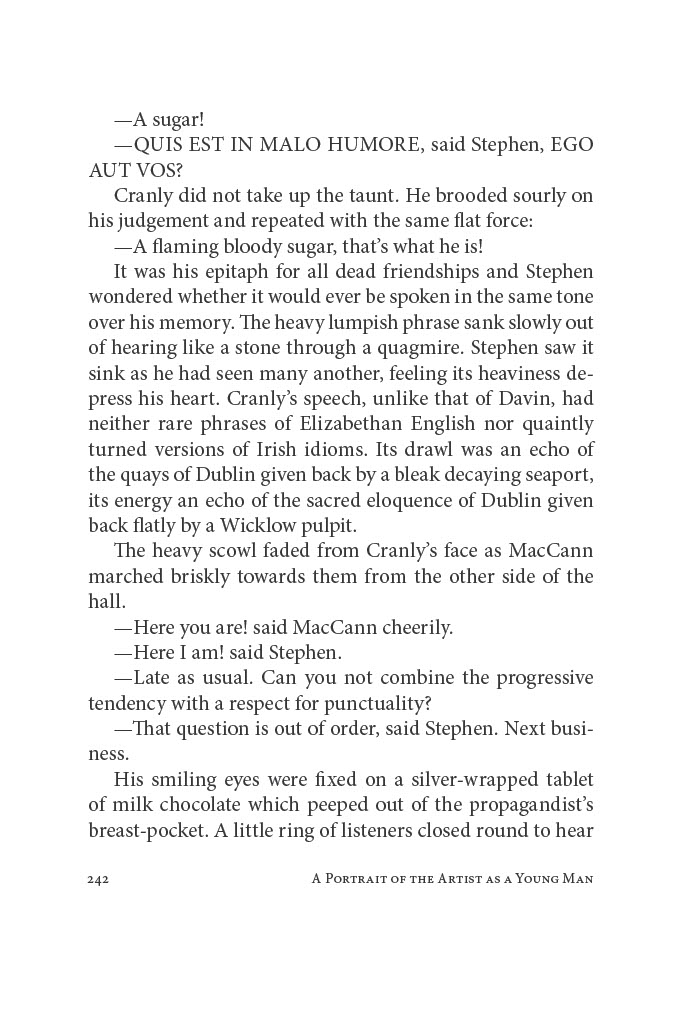 —A sugar!
—QUIS EST IN MALO HUMORE, said Stephen, EGO
AUT VOS?
Cranly did not take up the taunt. He brooded sourly on
his judgement and repeated with the same flat force:
—A flaming bloody sugar, that’s what he is!
It was his epitaph for all dead friendships and Stephen
wondered whether it would ever be spoken in the same tone
over his memory. The heavy lumpish phrase sank slowly out
of hearing like a stone through a quagmire. Stephen saw it
sink as he had seen many another, feeling its heaviness de-
press his heart. Cranly’s speech, unlike that of Davin, had
neither rare phrases of Elizabethan English nor quaintly
turned versions of Irish idioms. Its drawl was an echo of
the quays of Dublin given back by a bleak decaying seaport,
its energy an echo of the sacred eloquence of Dublin given
back flatly by a Wicklow pulpit.
The heavy scowl faded from Cranly’s face as MacCann
marched briskly towards them from the other side of the
hall.
—Here you are! said MacCann cheerily.
—Here I am! said Stephen.
—Late as usual. Can you not combine the progressive
tendency with a respect for punctuality?
—That question is out of order, said Stephen. Next busi-
ness.
His smiling eyes were fixed on a silver-wrapped tablet
of milk chocolate which peeped out of the propagandist’s
breast-pocket. A little ring of listeners closed round to hear
242 A Portrait of the Artist as a Young Man